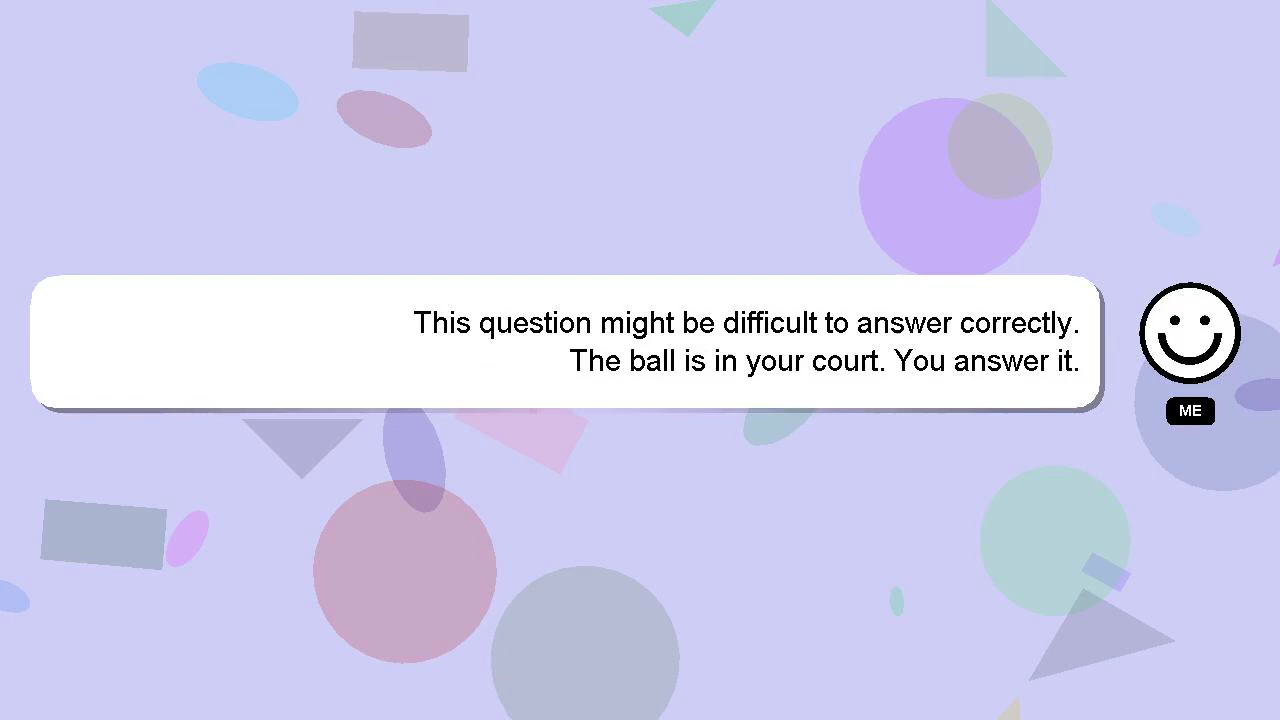 This question might be difficult to answer correctly.
The ball is in your court. You answer it.
ME